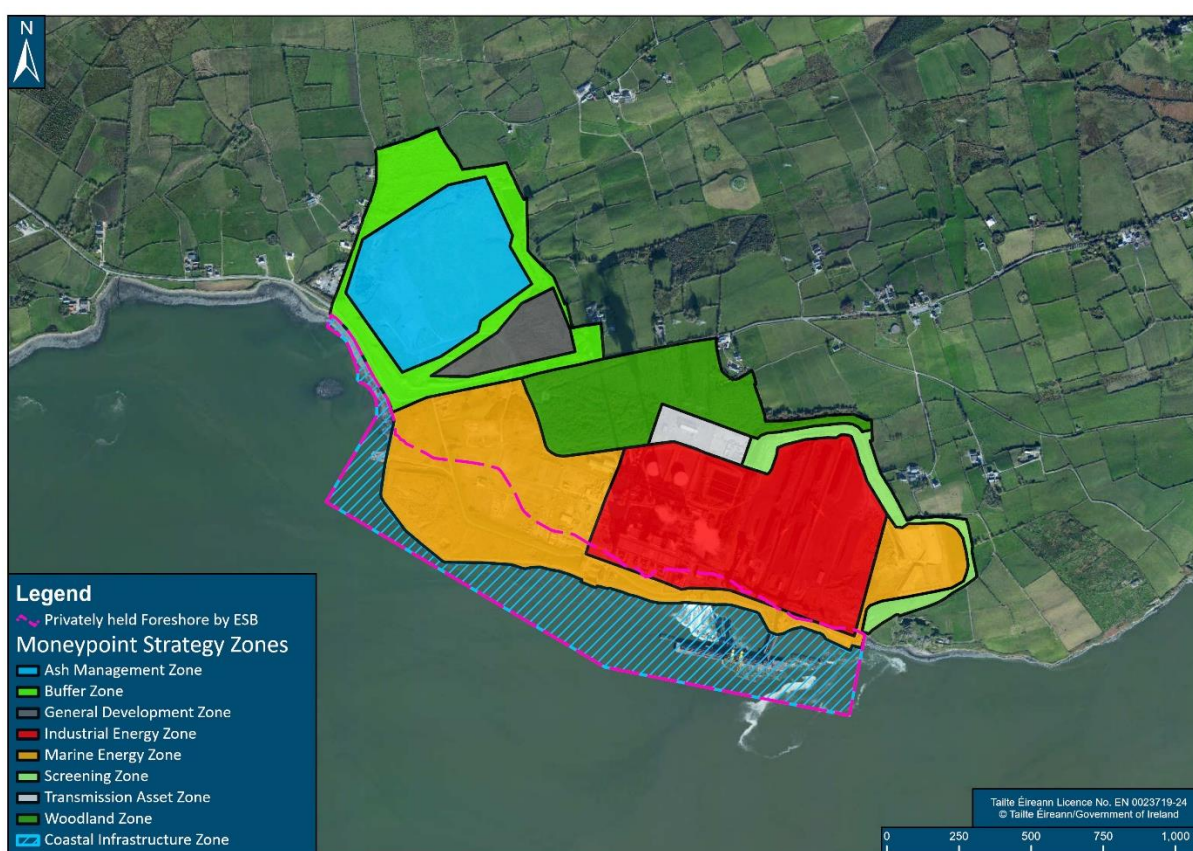 N
Legend
Privately held Foreshore by ESB
Moneypoint Strategy Zones
Ash Management Zone
Buffer Zone
General Development Zone
Industrial Energy Zone
Marine Energy Zone
Screening Zone
Transmission Asset Zone
Woodland Zone
Coastal Infrastructure Zone
Tailte Éireann Licence No. EN 0023719-24
© Tailte Éireann/Government of Ireland
0 250 500 750 1,000